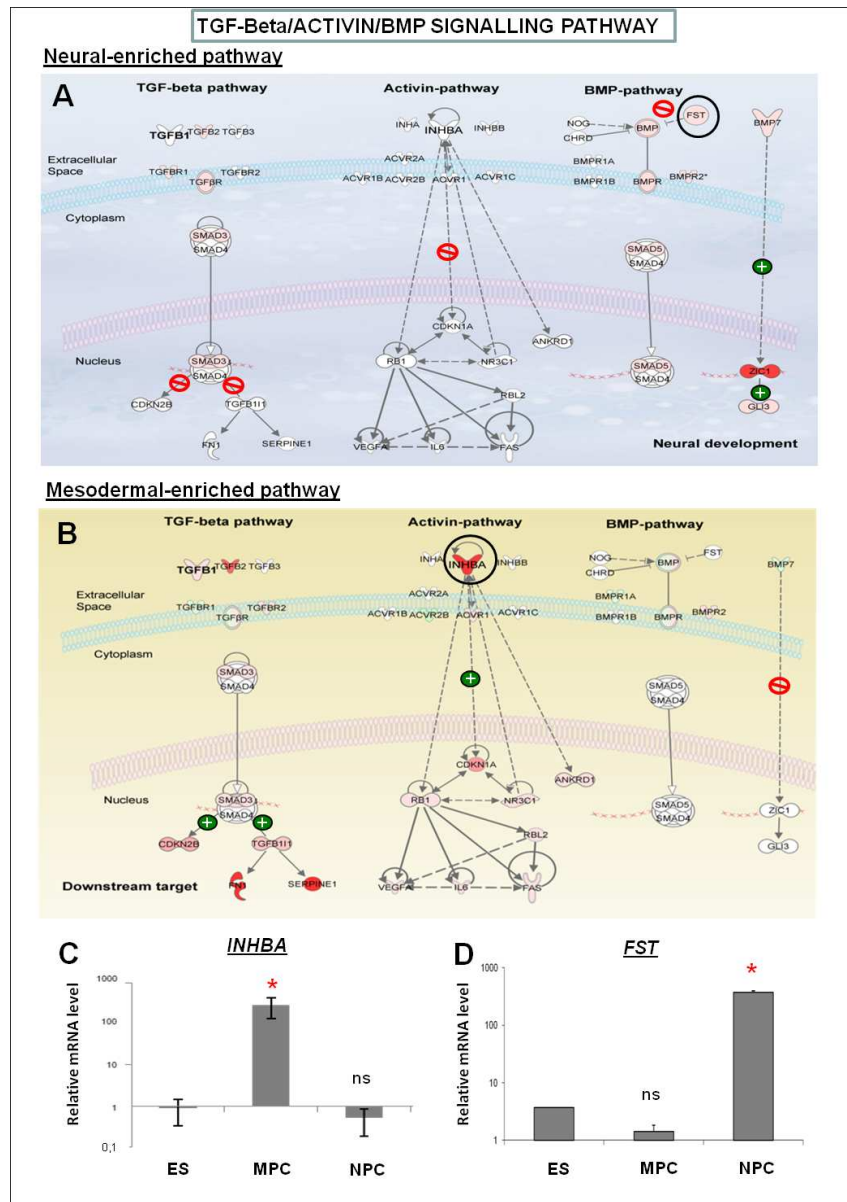 TGF-Beta/ACTIVIN/BMP SIGNALLING PATHWAY
Neural-enriched pathway
A
TGF-beta pathway Activin-pathway BMP-pathway
TGFB1 TGFB2 TGFB3 INHA INHBA INHBB NOG CHRD BMP FST BMP7
Extracellular
Space
ACVR2A BMPR1A
TGFBR1 TGFβR TGFBR2 ACVR1B ACVR2B ACVR1 ACVR1C BMPR1B BMPR BMPR2*
Cytoplasm
SMAD3 SMAD5
SMAD4 SMAD4
CDKN1A
ANKRD1
Nucleus
SMAD3 RB1 NR3C1 SMAD5 ZIC1
SMAD4 SMAD4
CDKN2B TGFB1I1 RBL2 GLI3
FN1 SERPINE1 VEGFA IL6 FAS Neural development
Mesodermal-enriched pathway
B
TGF-beta pathway Activin-pathway BMP-pathway
TGFB1 TGFB2 TGFB3 INHA INHBA INHBB NOG CHRD BMP FST BMP7
Extracellular
Space
ACVR2A BMPR1A
TGFBR1 TGFβR TGFBR2 ACVR1B ACVR2B ACVR1 ACVR1C BMPR1B BMPR BMPR2
Cytoplasm
SMAD3 SMAD5
SMAD4 SMAD4
CDKN1A
ANKRD1
Nucleus
SMAD3 RB1 NR3C1 SMAD5 ZIC1
SMAD4 SMAD4
CDKN2B TGFB1I1 RBL2 GLI3
Downstream target FN1 SERPINE1 VEGFA IL6 FAS
C
INHBA
Relative mRNA level
1000
100
10
1
0,1
*
ns
ES MPC NPC
D
FST
Relative mRNA level
1000
100
10
1
*
ns
ES MPC NPC